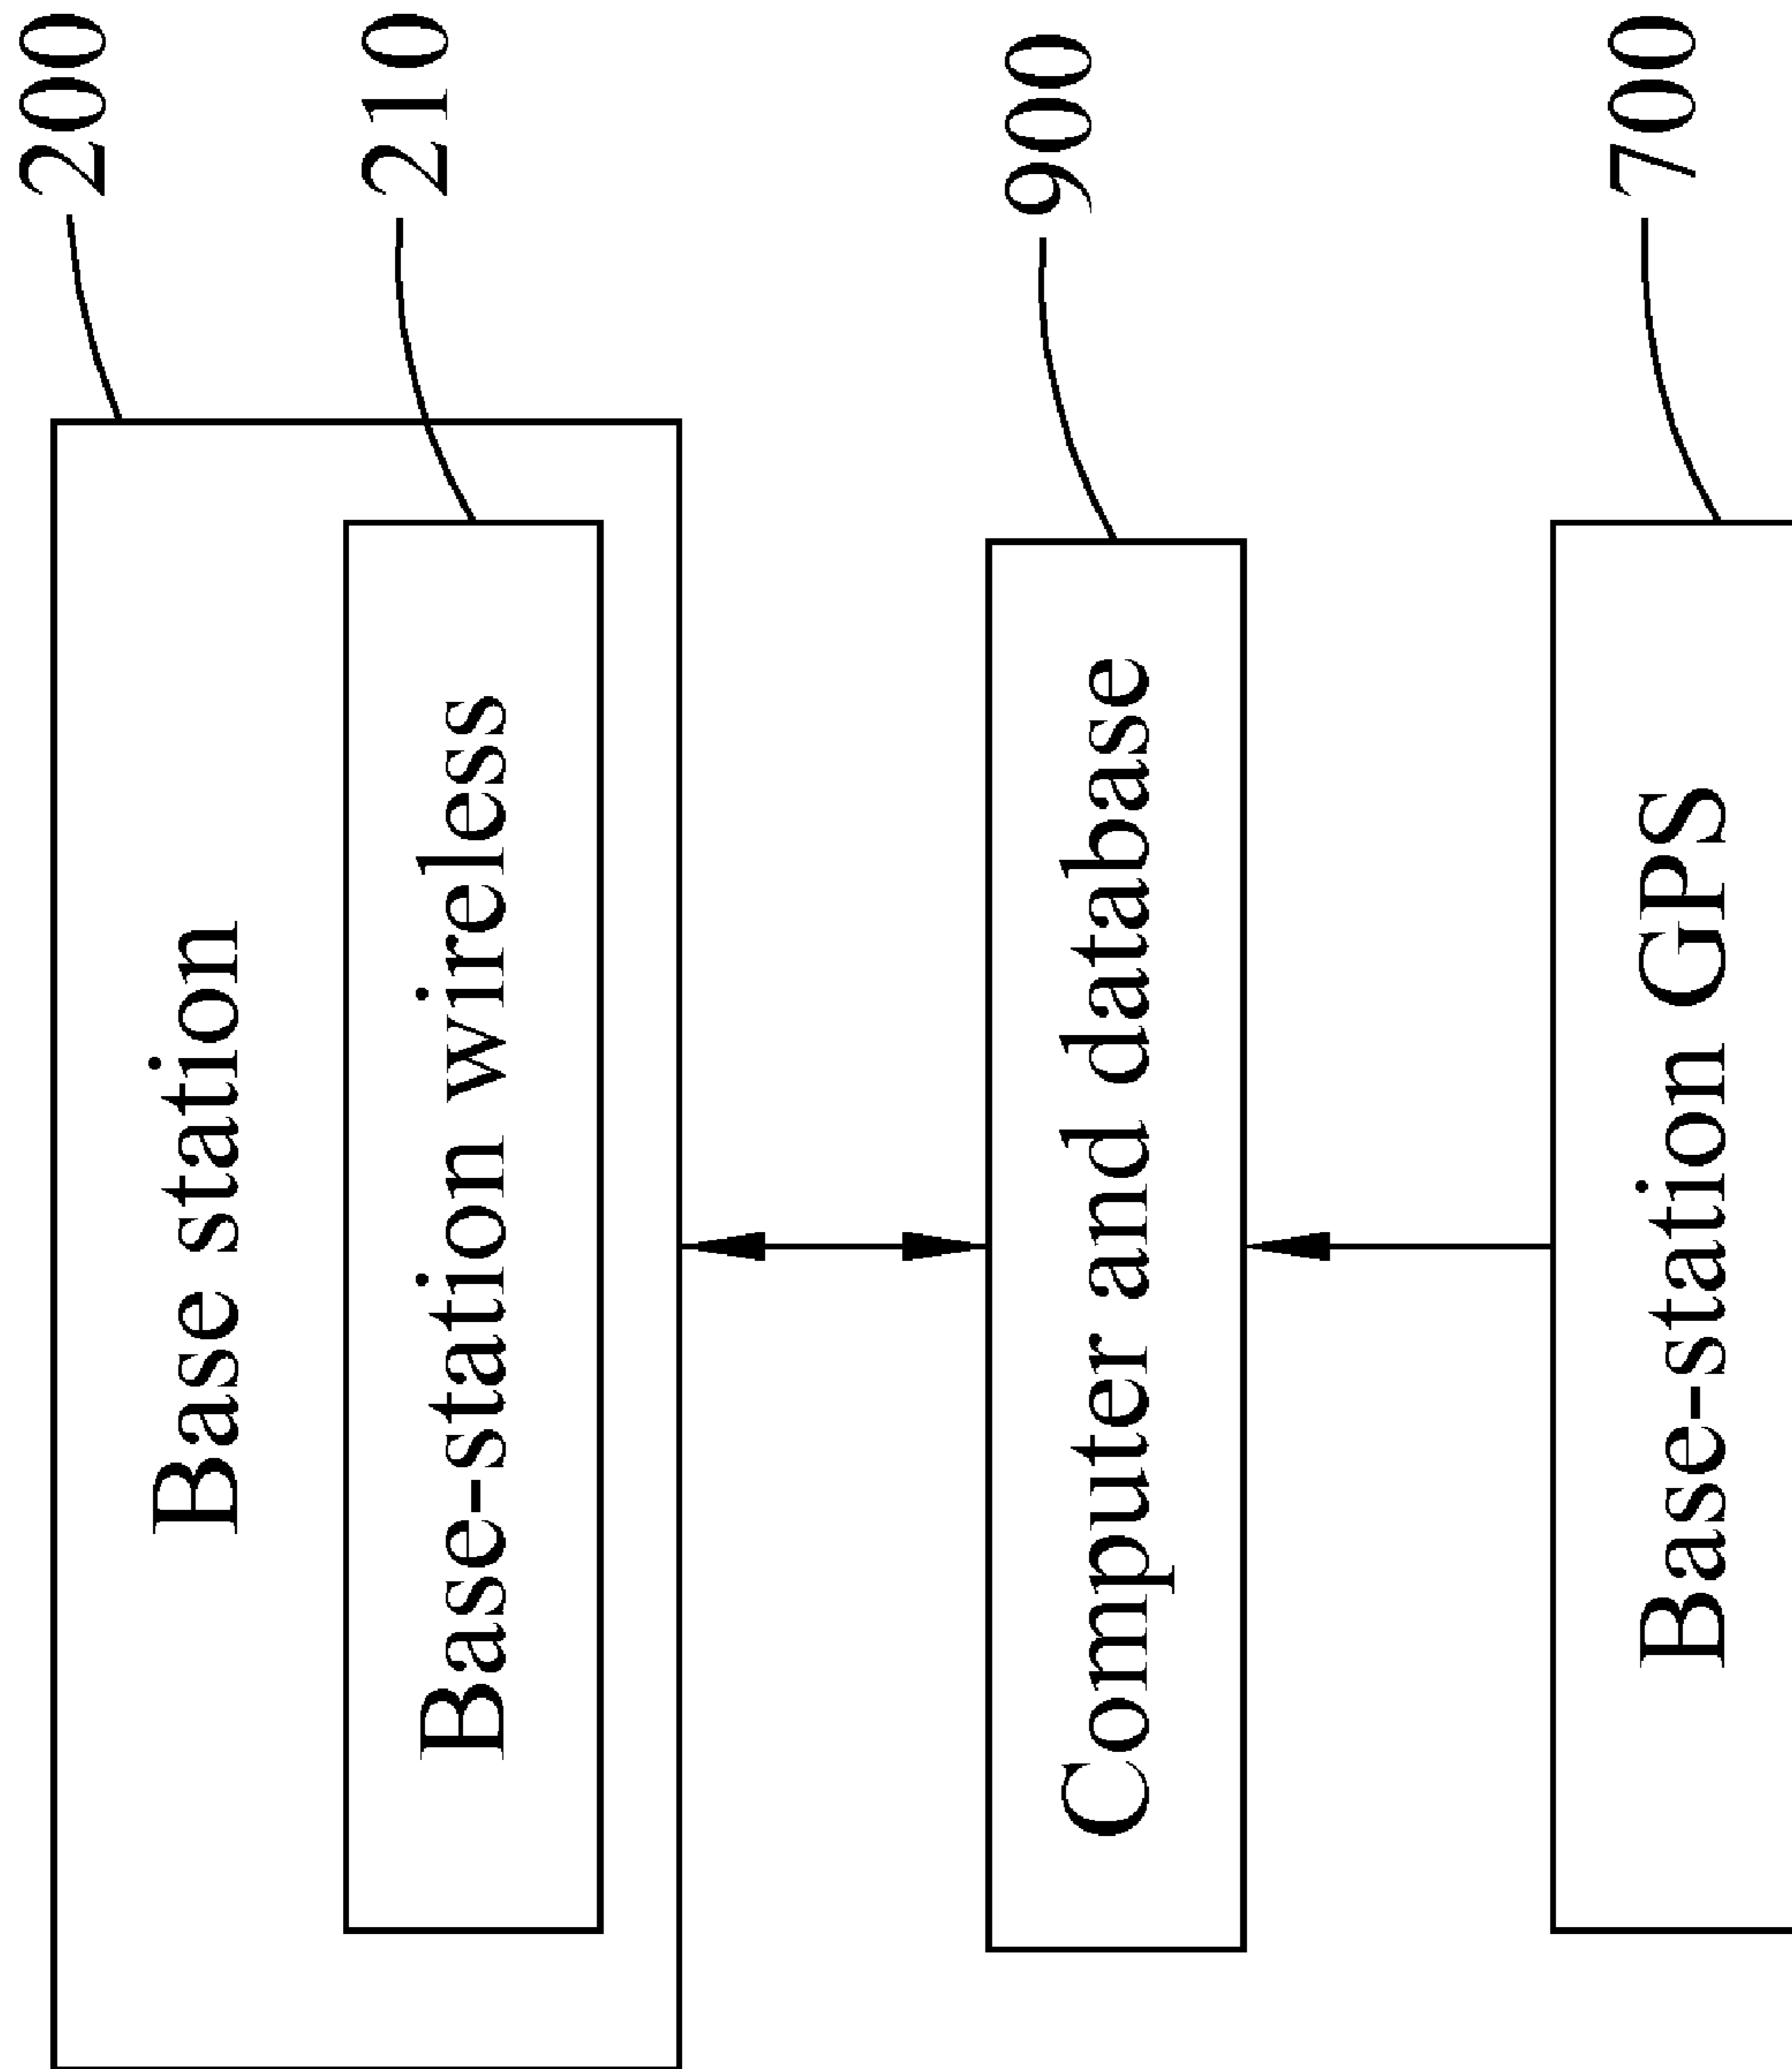 200
Base station
210
Base-station wireless
900
Computer and database
700
Base-station GPS